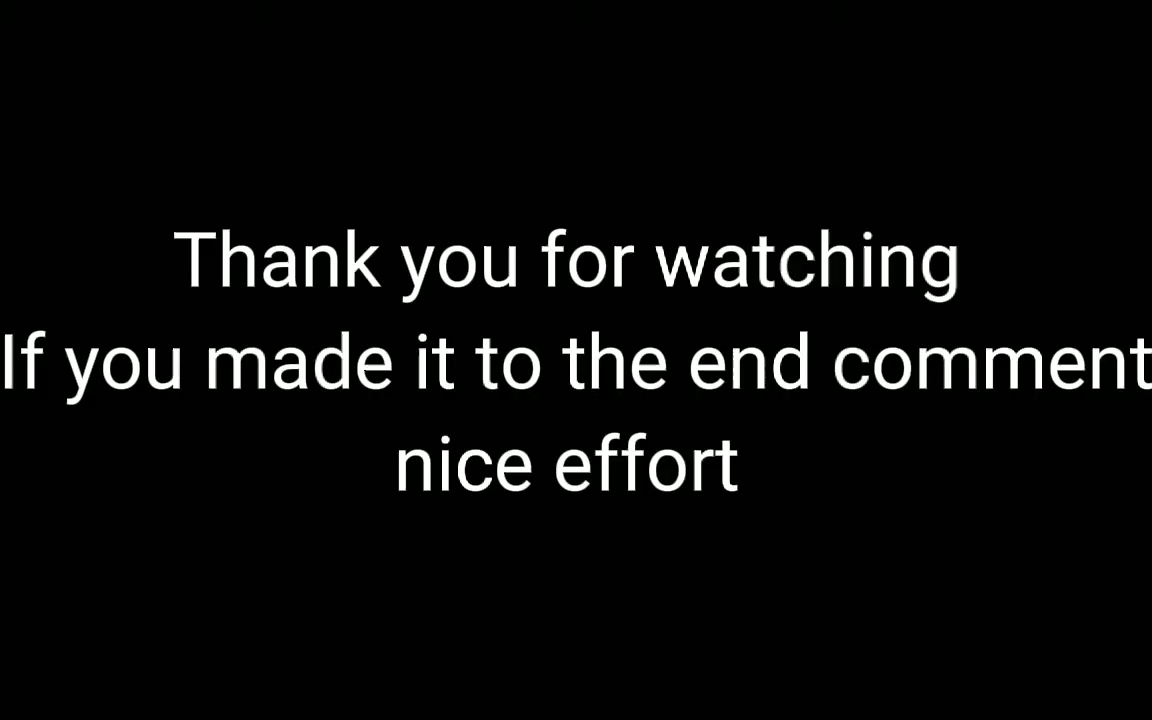 Thank you for watching
If you made it to the end comment
nice effort